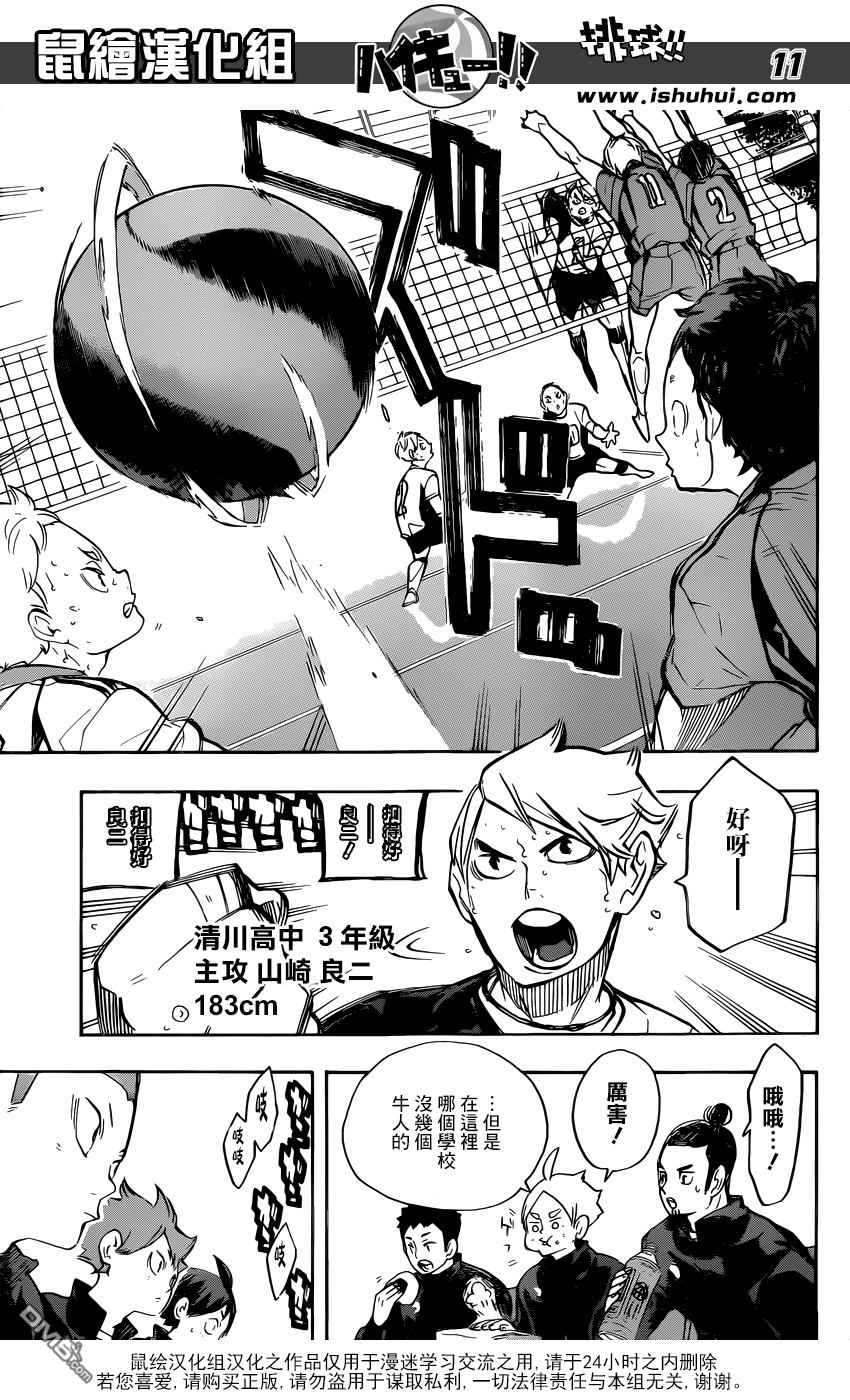 鼠繪漢化組
ハイキュー!!
排球!!
11
www.ishuhui.com
11
2
好呀——
扣得好
——
良二！
扣得好
良二
清川高中 3 年級
主攻 山崎 良二
183cm
哦哦…！
厲害！
…但是
在這裡
哪個學校
沒幾個
牛人的
吱
吱吱
吱
鼠绘汉化组汉化之作品仅用于漫迷学习交流之用, 请于24小时之内删除
若您喜爱, 请购买正版, 请勿盗用于谋取私利, 一切法律责任与本组无关, 谢谢。